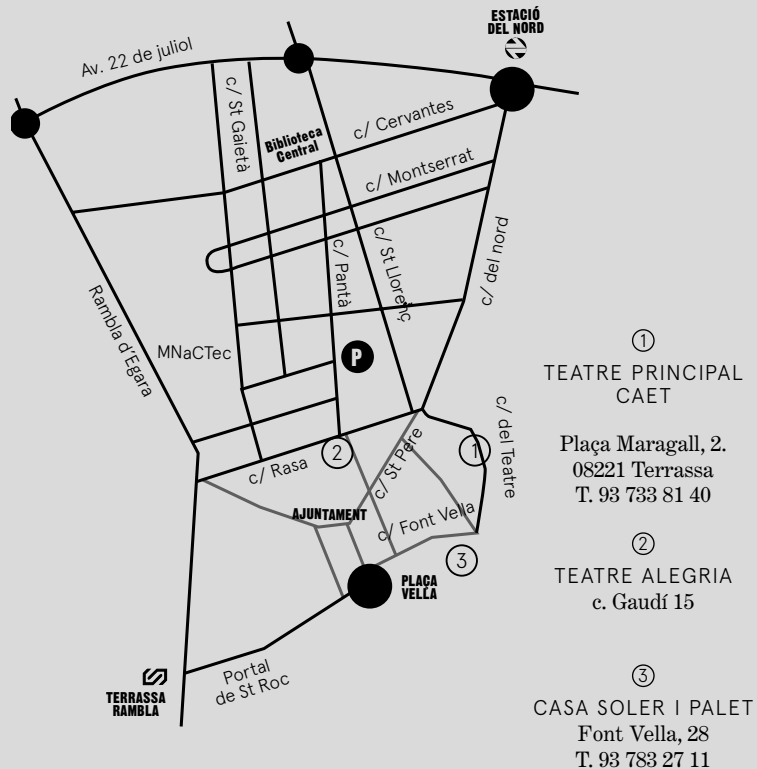 ESTACIÓ
DEL NORD
Av. 22 de juliol
c/ St Gaietà
Biblioteca
Central
c/ Cervantes
c/ Montserrat
c/ Pantà
c/ St Llorenç
c/ del nord
Rambla d'Egara
MNaCTec
P
1
TEATRE PRINCIPAL
CAET
Plaça Maragall, 2.
08221 Terrassa
T. 93 733 81 40
c/ del Teatre
1
2
c/ St Pere
c/ Rasa
AJUNTAMENT
c/ Font Vella
3
2
TEATRE ALEGRIA
c. Gaudí 15
PLAÇA
VELLA
Portal
de St Roc
TERRASSA
RAMBLA
3
CASA SOLER I PALET
Font Vella, 28
T. 93 783 27 11